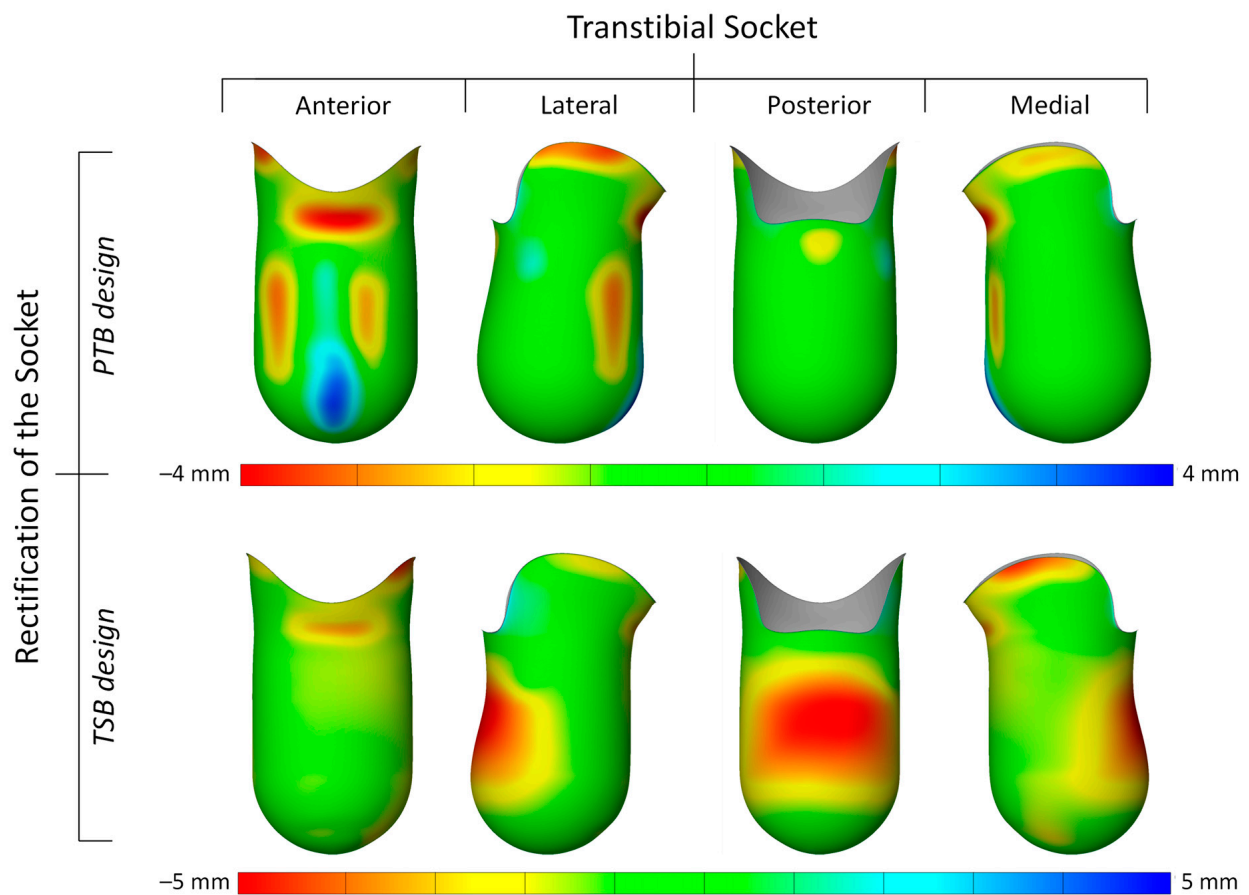 Transtibial Socket
Anterior
Lateral
Posterior
Medial
Rectification of the Socket
PTB design
–4 mm
4 mm
TSB design
–5 mm
5 mm